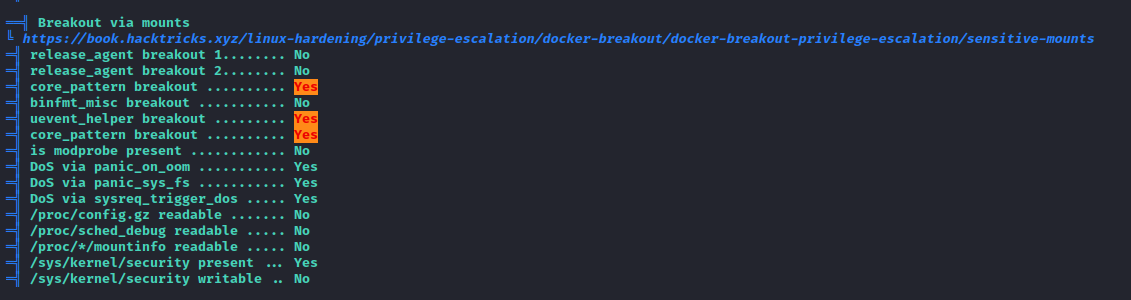 ══╣ Breakout via mounts
╚ https://book.hacktricks.xyz/linux-hardening/privilege-escalation/docker-breakout/docker-breakout-privilege-escalation/sensitive-mounts
═╣ release_agent breakout 1........ No
═╣ release_agent breakout 2........ No
═╣ core_pattern breakout .......... Yes
═╣ binfmt_misc breakout ........... No
═╣ uevent_helper breakout ......... Yes
═╣ core_pattern breakout .......... Yes
═╣ is modprobe present ............ No
═╣ DoS via panic_on_oom ........... Yes
═╣ DoS via panic_sys_fs ........... Yes
═╣ DoS via sysreq_trigger_dos ..... Yes
═╣ /proc/config.gz readable ....... No
═╣ /proc/sched_debug readable ..... No
═╣ /proc/*/mountinfo readable ..... No
═╣ /sys/kernel/security present ... Yes
═╣ /sys/kernel/security writable .. No